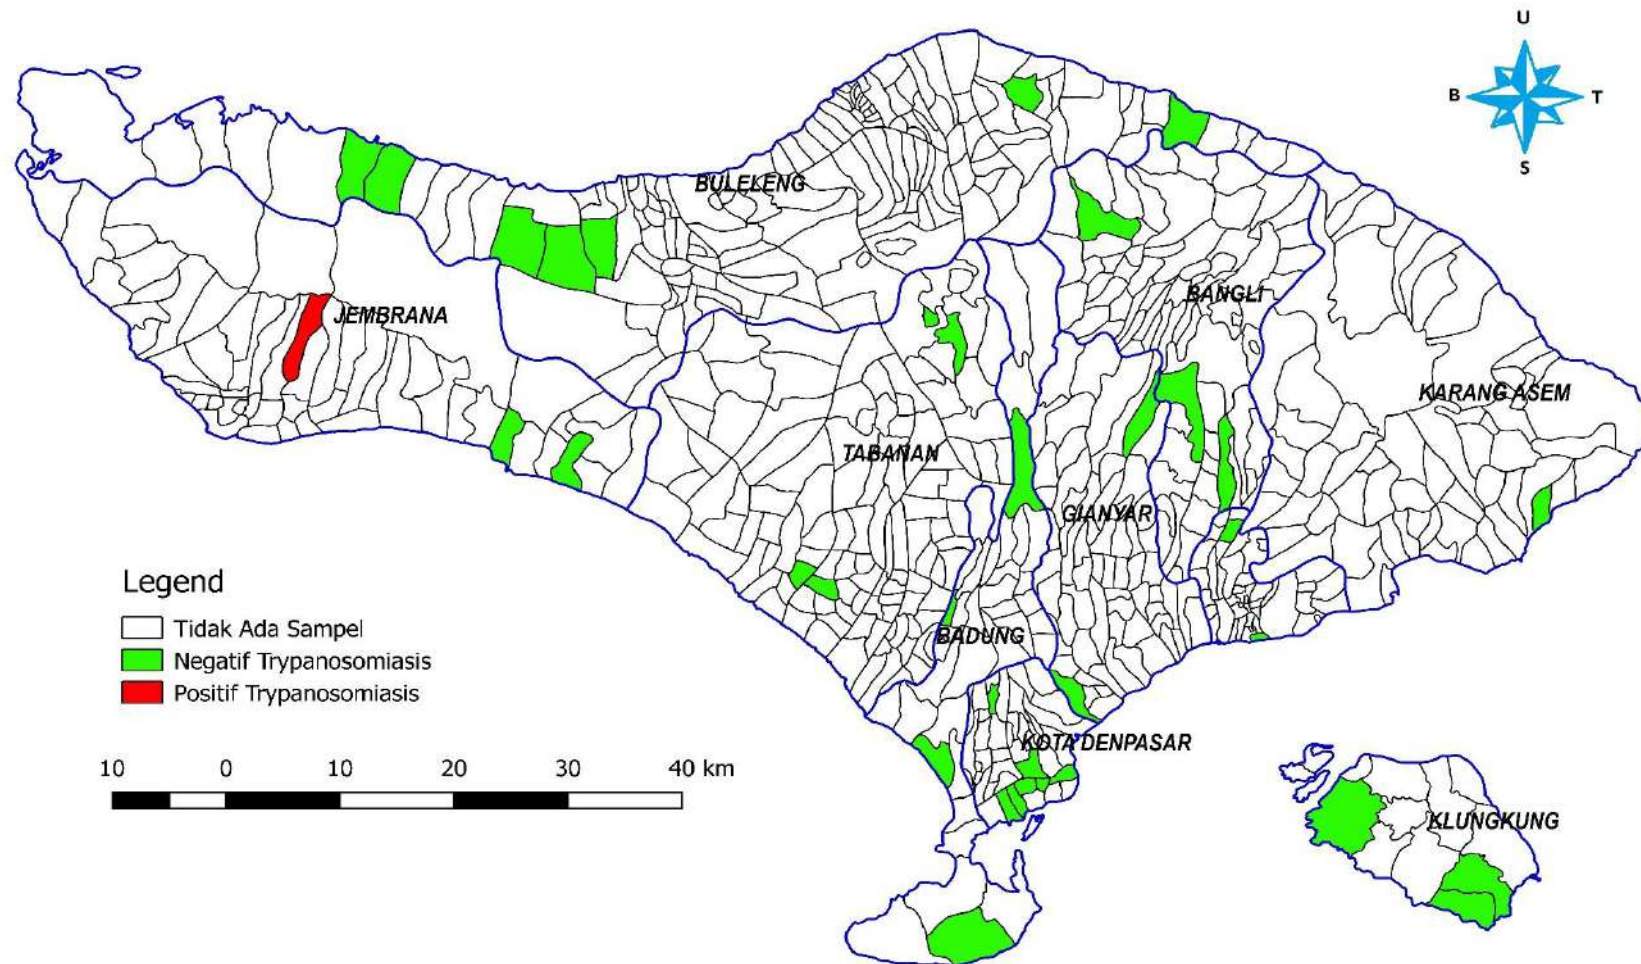 U
B
T
S
BULELENG
JEMBRANA
BANGLI
KARANG ASEM
TABANAN
GIANYAR
BADUNG
KOTA DENPASAR
KLUNGKUNG
Legend
Tidak Ada Sampel
Negatif Trypanosomiasis
Positif Trypanosomiasis
10 0 10 20 30 40 km